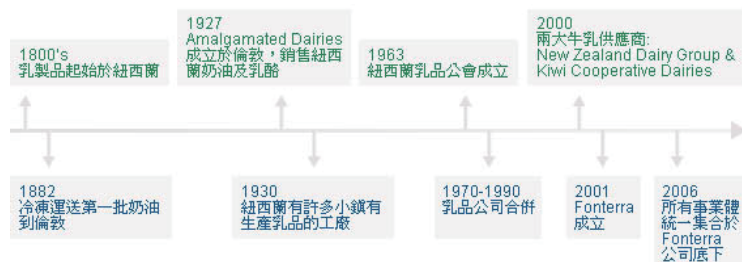 1800's
乳製品起始於紐西蘭
1927
Amalgamated Dairies
成立於倫敦，銷售紐西
蘭奶油及乳酪
1963
紐西蘭乳品公會成立
2000
兩大牛乳供應商:
New Zealand Dairy Group &
Kiwi Cooperative Dairies
1882
冷凍運送第一批奶油
到倫敦
1930
紐西蘭有許多小鎮有
生產乳品的工廠
1970-1990
乳品公司合併
2001
Fonterra
成立
2006
所有事業體
統一集合於
Fonterra
公司底下